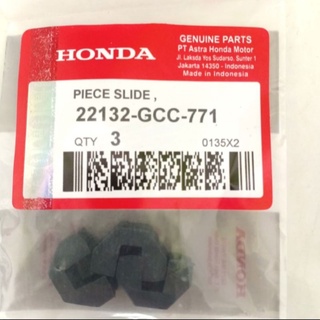 HONDA
GENUINE PARTS
PT Astra Honda Motor
Jl. Laksda Yos Sudarso, Sunter 1
Jakarta 14350 - Indonesia
Made in Indonesia
PIECE SLIDE ,
22132-GCC-771
QTY 3 0135X2
HONDA